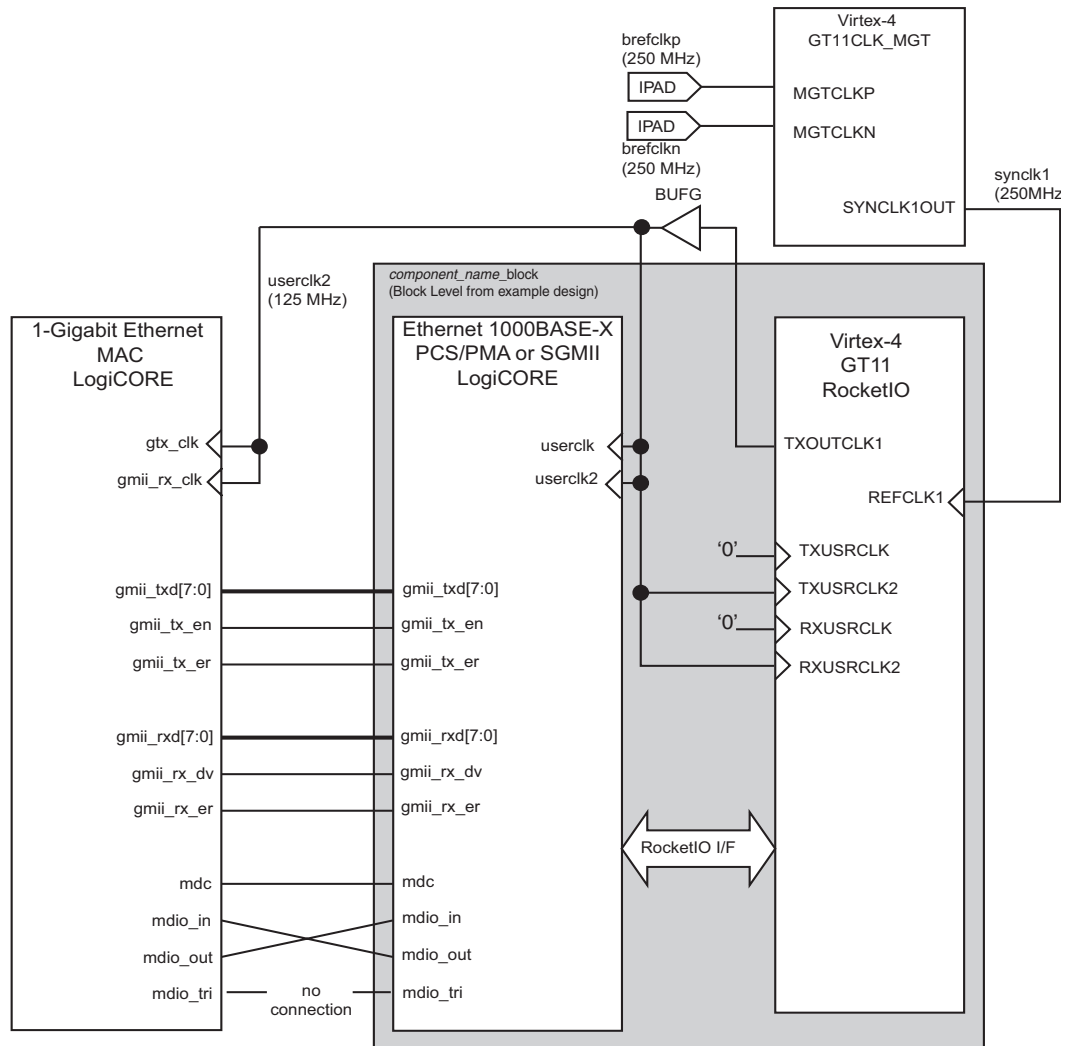 Virtex-4
GT11CLK_MGT
brefclkp
(250 MHz)
IPAD
MGTCLKP
IPAD
MGTCLKN
brefclkn
(250 MHz)
synclk1
(250MHz
BUFG
SYNCLK1OUT
component_name_block
(Block Level from example design)
userclk2
(125 MHz)
1-Gigabit Ethernet
MAC
LogiCORE
Ethernet 1000BASE-X
PCS/PMA or SGMII
LogiCORE
Virtex-4
GT11
RocketIO
gtx_clk
gmii_rx_clk
userclk
userclk2
TXOUTCLK1
REFCLK1
'0'
TXUSRCLK
TXUSRCLK2
'0'
RXUSRCLK
RXUSRCLK2
gmii_txd[7:0]
gmii_txd[7:0]
gmii_tx_en
gmii_tx_en
gmii_tx_er
gmii_tx_er
gmii_rxd[7:0]
gmii_rxd[7:0]
gmii_rx_dv
gmii_rx_dv
gmii_rx_er
gmii_rx_er
RocketIO I/F
mdc
mdc
mdio_in
mdio_in
mdio_out
mdio_out
mdio_tri
no
connection
mdio_tri